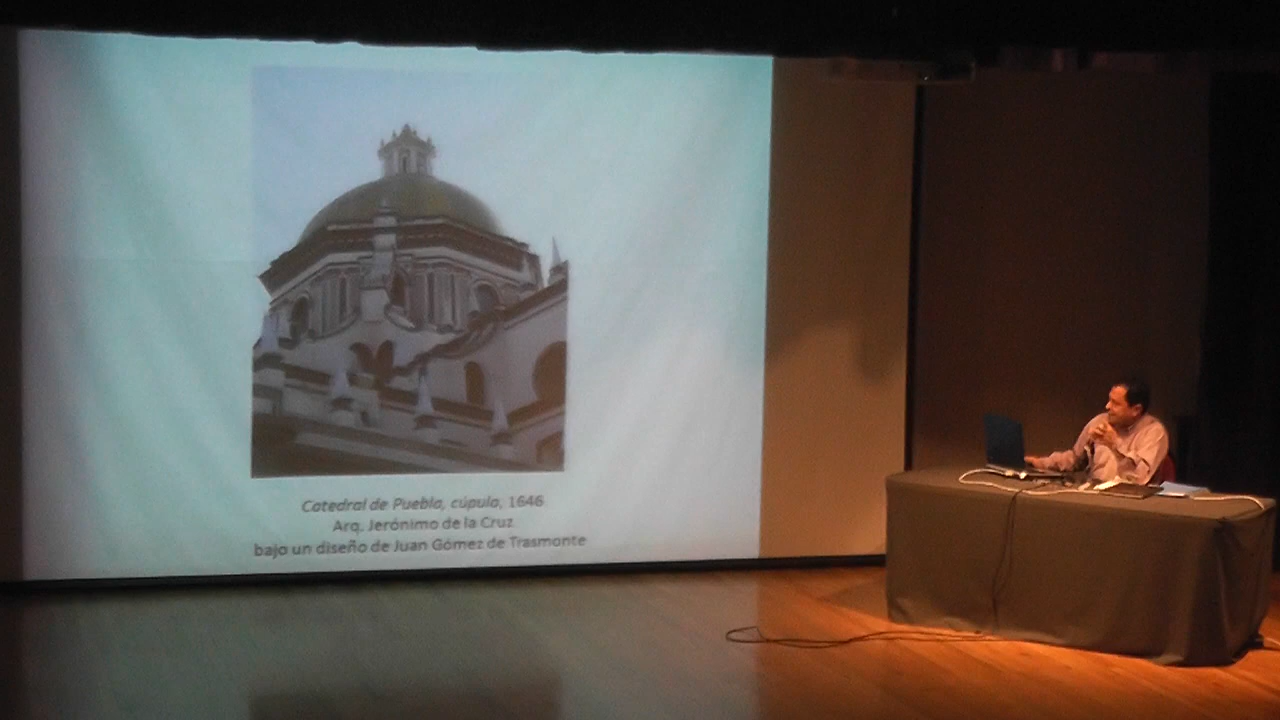 Catedral de Puebla, cúpula, 1646
Arq. Jerónimo de la Cruz
bajo un diseño de Juan Gómez de Trasmonte